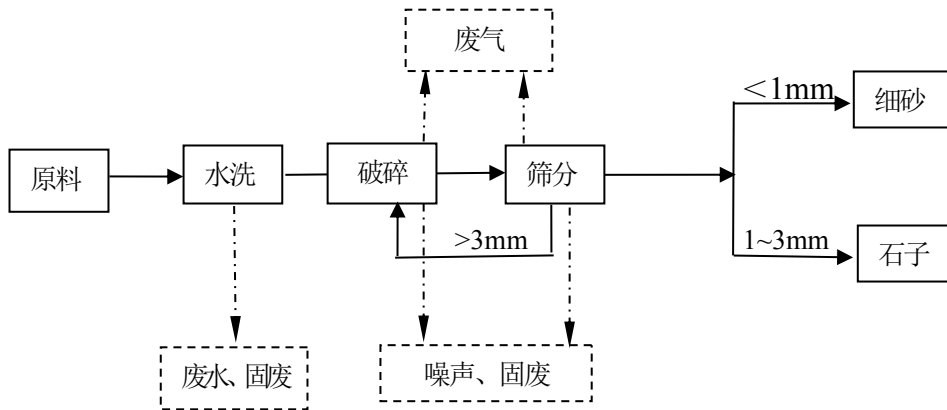 废气
＜1mm
细砂
原料
水洗
破碎
筛分
>3mm
1~3mm
石子
废水、固废
噪声、固废